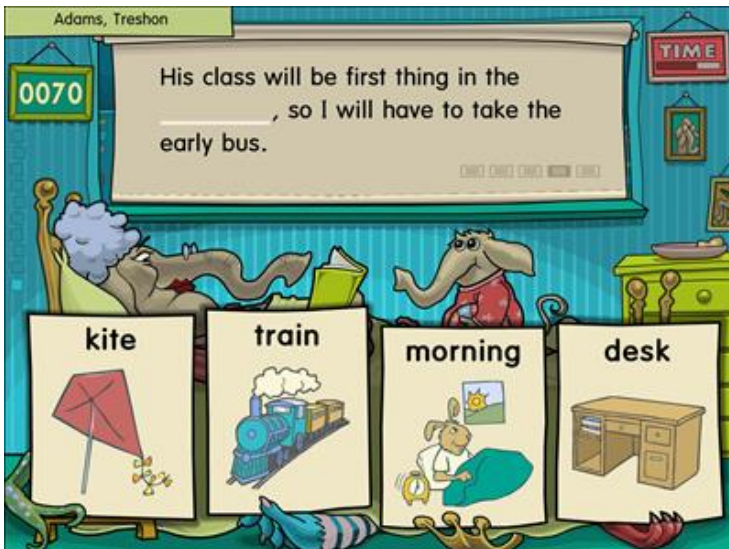 Adams, Treshon
0070
TIME
His class will be first thing in the
________, so I will have to take the
early bus.
kite
train
morning
desk